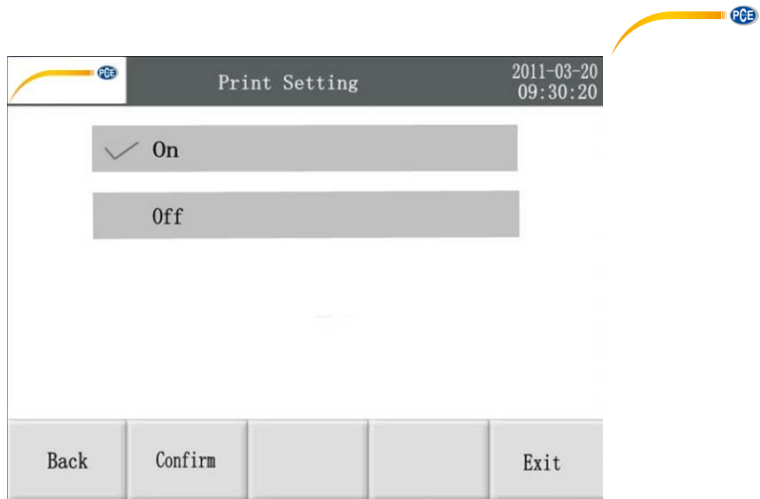 PCE
PCE
Print Setting
2011-03-20
09:30:20
On
Off
Back
Confirm
Exit